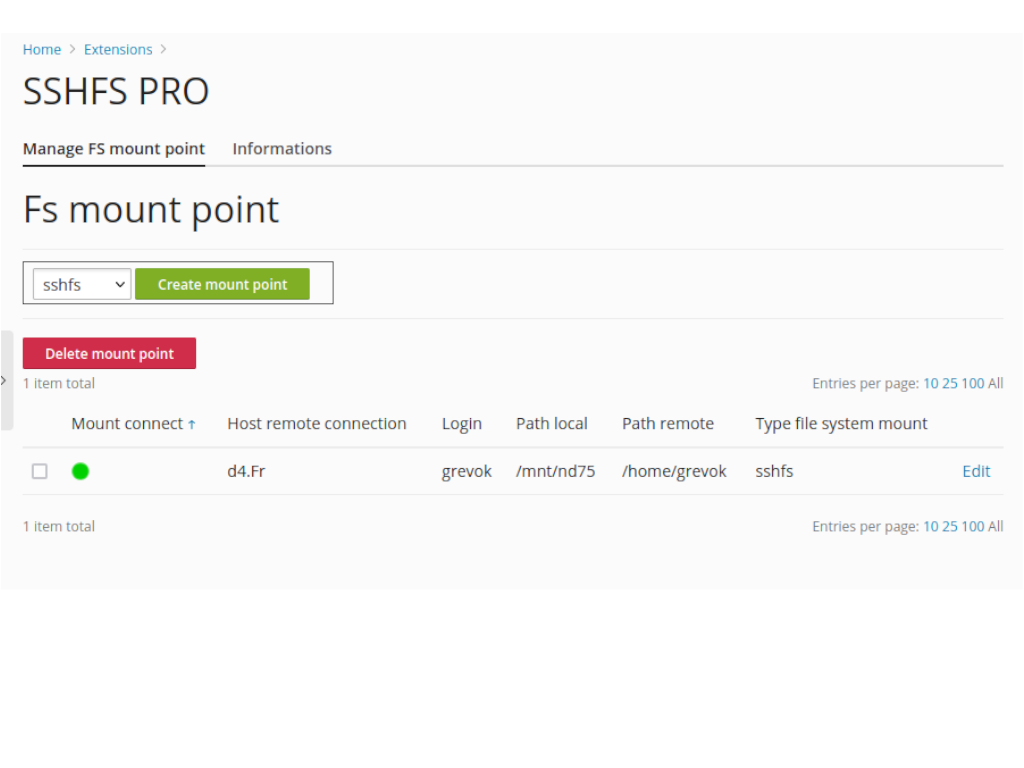 Home > Extensions >
SSHFS PRO
Manage FS mount point Informations
Fs mount point
sshfs Create mount point
Delete mount point
1 item total Entries per page: 10 25 100 All
Mount connect ↑ Host remote connection Login Path local Path remote Type file system mount
d4.Fr grevok /mnt/nd75 /home/grevok sshfs Edit
1 item total Entries per page: 10 25 100 All